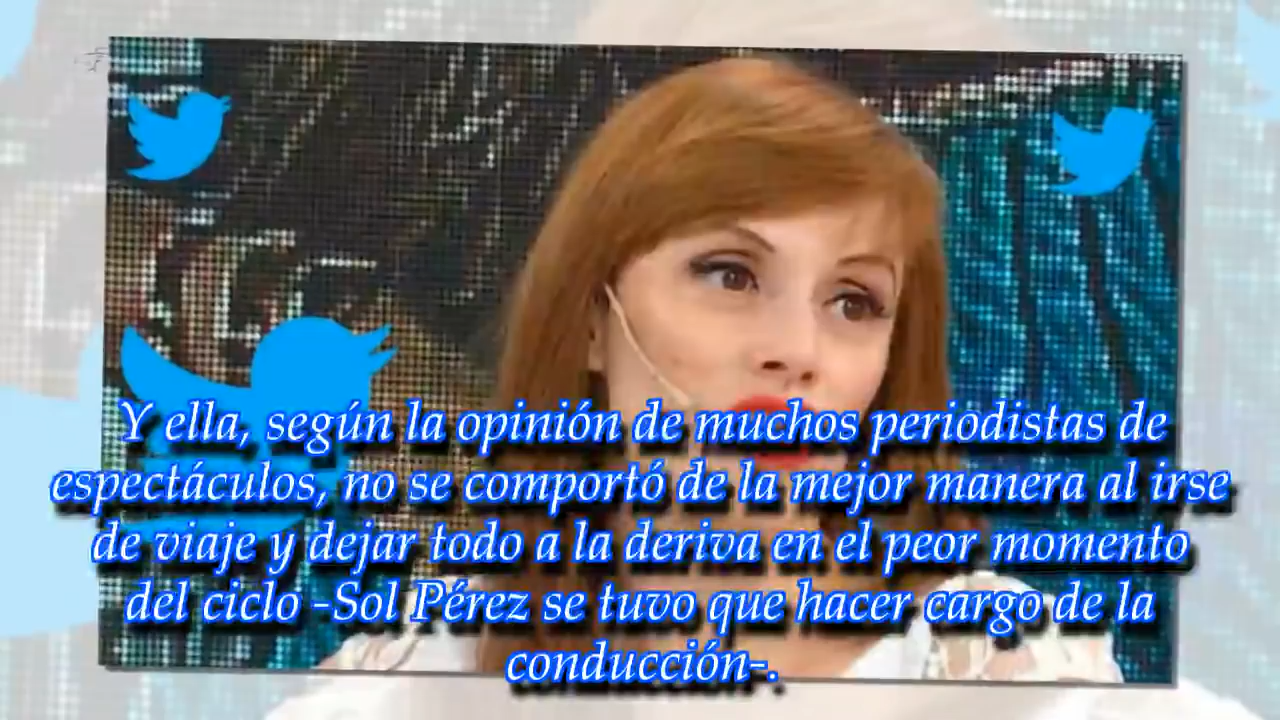 Y ella, según la opinión de muchos periodistas de
espectáculos, no se comportó de la mejor manera al irse
de viaje y dejar todo a la deriva en el peor momento
del ciclo -Sol Pérez se tuvo que hacer cargo de la
conducción-.